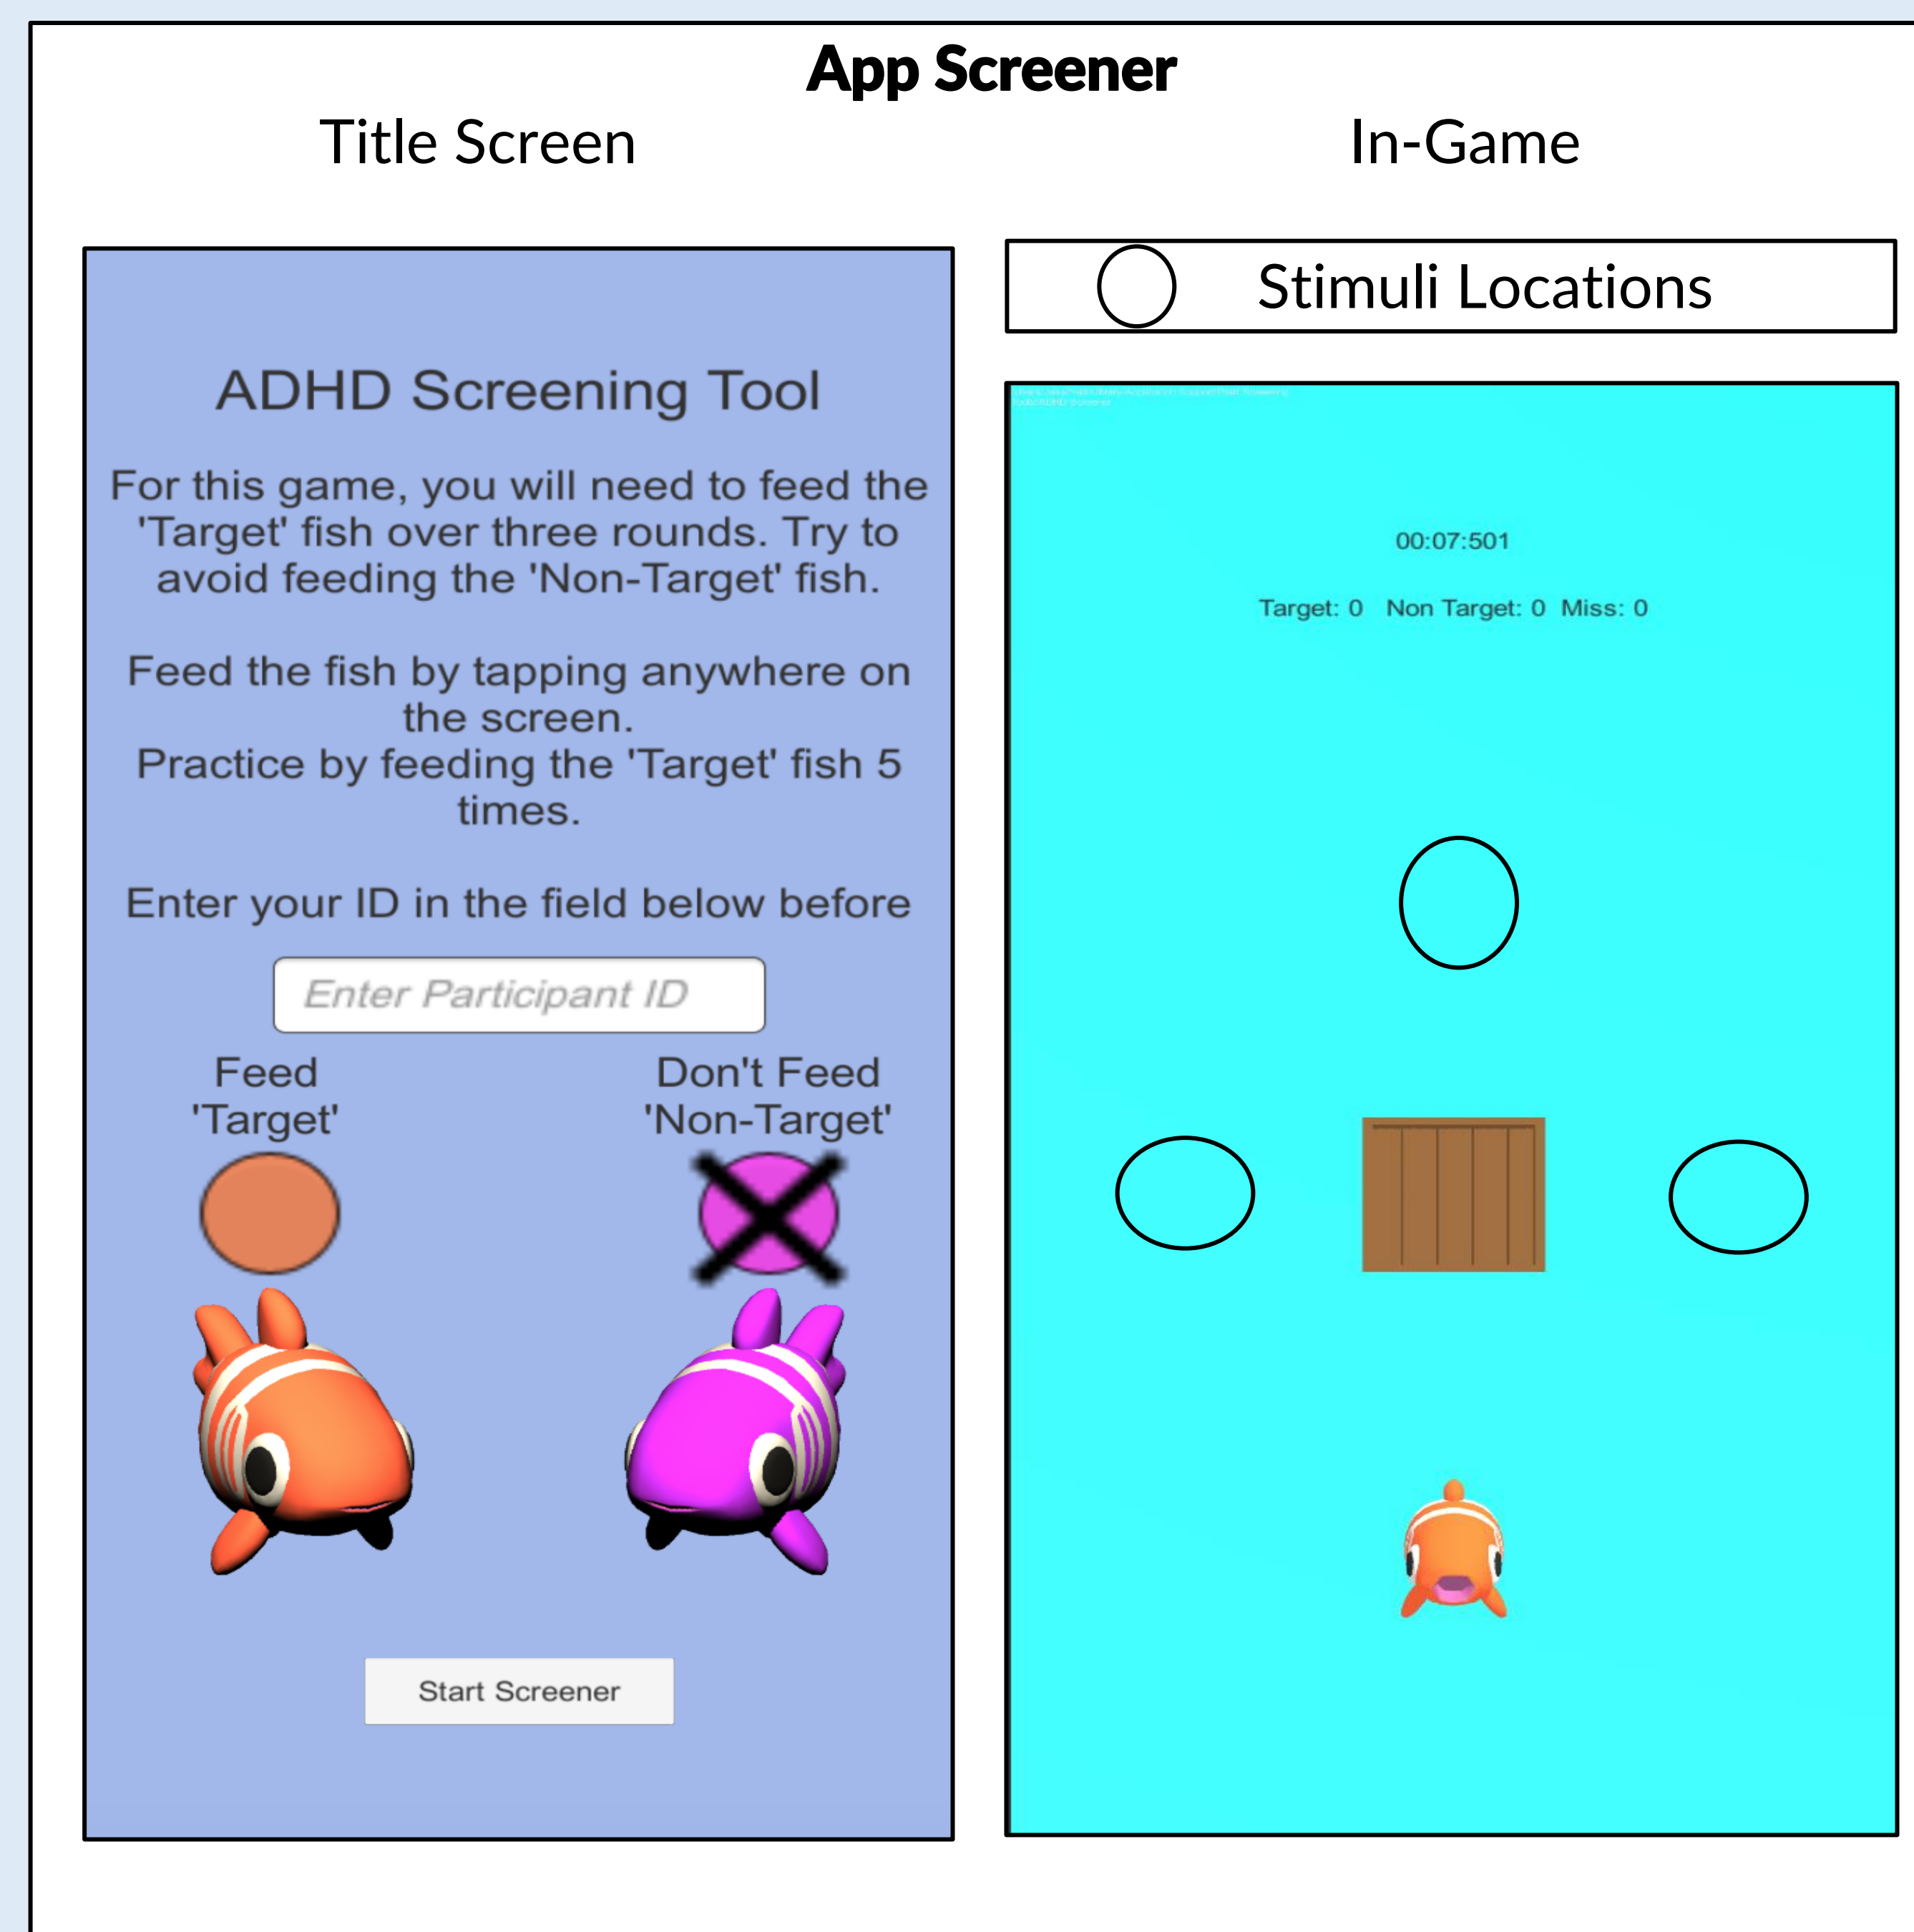 App Screener
Title Screen
In-Game
ADHD Screening Tool
For this game, you will need to feed the
'Target' fish over three rounds. Try to
avoid feeding the 'Non-Target' fish.
Feed the fish by tapping anywhere on
the screen.
Practice by feeding the 'Target' fish 5
times.
Enter your ID in the field below before
Enter Participant ID
Feed
'Target'
Don't Feed
'Non-Target'
Start Screener
Stimuli Locations
00:07:501
Target: 0 Non Target: 0 Miss: 0